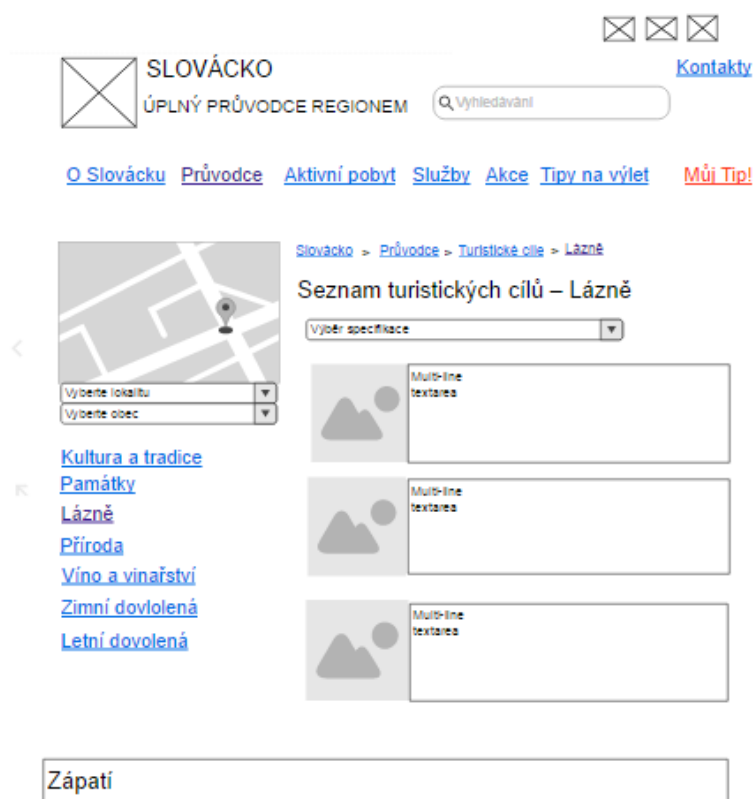 Kontakty
SLOVÁCKO
ÚPLNÝ PRŮVODCE REGIONEM
Vyhledávání
O Slovácku Průvodce Aktivní pobyt Služby Akce Tipy na výlet Můj Tip!
Slovácko > Průvodce > Turistické cíle > Lázně
Seznam turistických cílů – Lázně
Výběr specifikace
Vyberte lokalitu
Vyberte obec
Kultura a tradice
Památky
Lázně
Příroda
Víno a vinařství
Zimní dovlolená
Letní dovolená
Multi-line
textarea
Multi-line
textarea
Multi-line
textarea
Zápatí